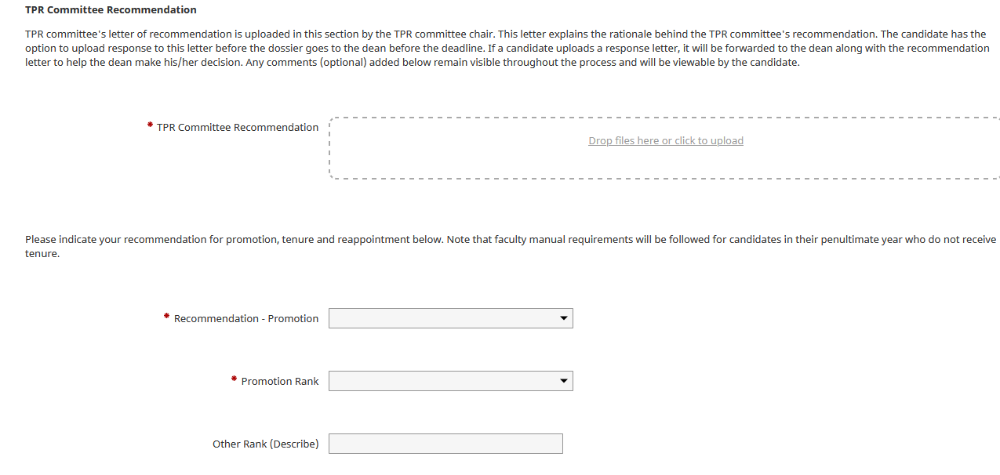 TPR Committee Recommendation
TPR committee's letter of recommendation is uploaded in this section by the TPR committee chair. This letter explains the rationale behind the TPR committee's recommendation. The candidate has the
option to upload response to this letter before the dossier goes to the dean before the deadline. If a candidate uploads a response letter, it will be forwarded to the dean along with the recommendation
letter to help the dean make his/her decision. Any comments (optional) added below remain visible throughout the process and will be viewable by the candidate.
* TPR Committee Recommendation
Drop files here or click to upload
Please indicate your recommendation for promotion, tenure and reappointment below. Note that faculty manual requirements will be followed for candidates in their penultimate year who do not receive
tenure.
* Recommendation - Promotion
* Promotion Rank
Other Rank (Describe)